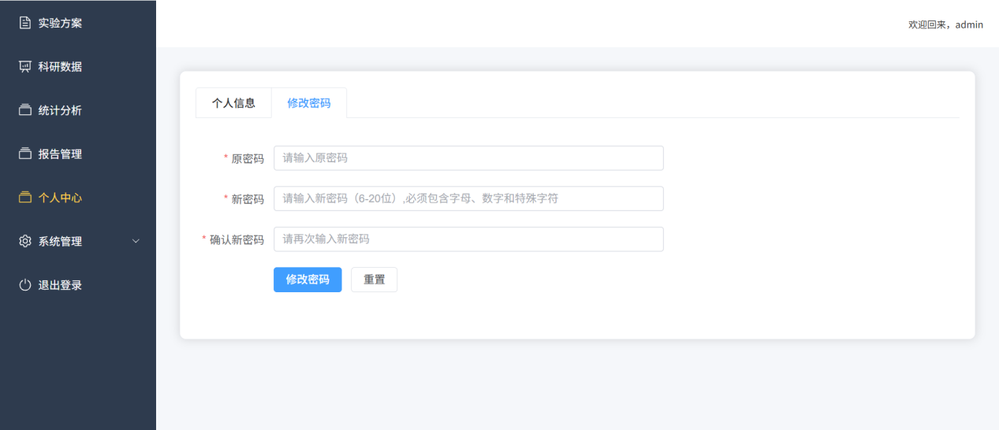 实验方案
科研数据
统计分析
报告管理
个人中心
系统管理
退出登录
欢迎回来，admin
个人信息
修改密码
* 原密码
请输入原密码
* 新密码
请输入新密码（6-20位）,必须包含字母、数字和特殊字符
* 确认新密码
请再次输入新密码
修改密码
重置